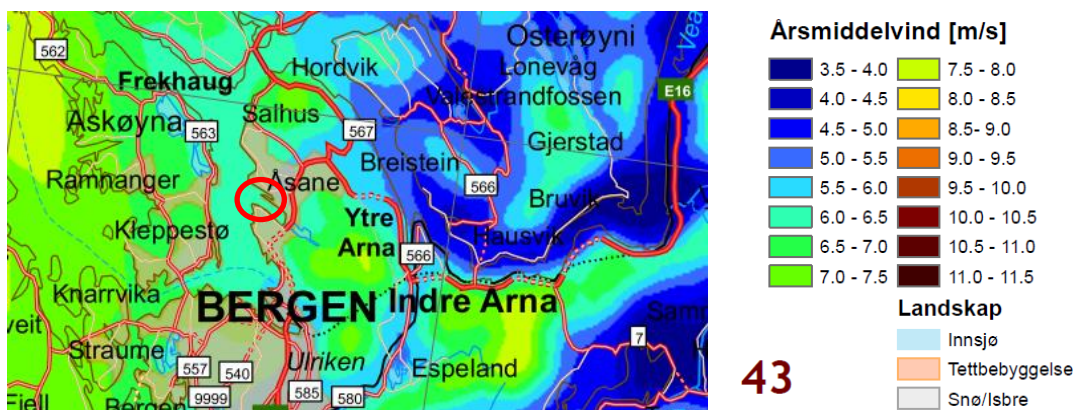 562
Osterøyni
Vea
Hordvik
Lonevåg
Frekhaug
E16
Valestrandfossen
Salhus
Askøyna
563
567
Gjerstad
Breistein
Ramnanger
Åsane
566
Bruvik
Ytre
Arna
Kleppestø
Hausvik
566
Knarrvika
BERGEN
Indre Arna
veit
Samn
Straume
7
557
540
Ulriken
Espeland
9999
585
580
Fjell
Bergen
Årsmiddelvind [m/s]
3.5 - 4.0 7.5 - 8.0
4.0 - 4.5 8.0 - 8.5
4.5 - 5.0 8.5- 9.0
5.0 - 5.5 9.0 - 9.5
5.5 - 6.0 9.5 - 10.0
6.0 - 6.5 10.0 - 10.5
6.5 - 7.0 10.5 - 11.0
7.0 - 7.5 11.0 - 11.5
Landskap
Innsjø
Tettbebyggelse
Snø/Isbre
43